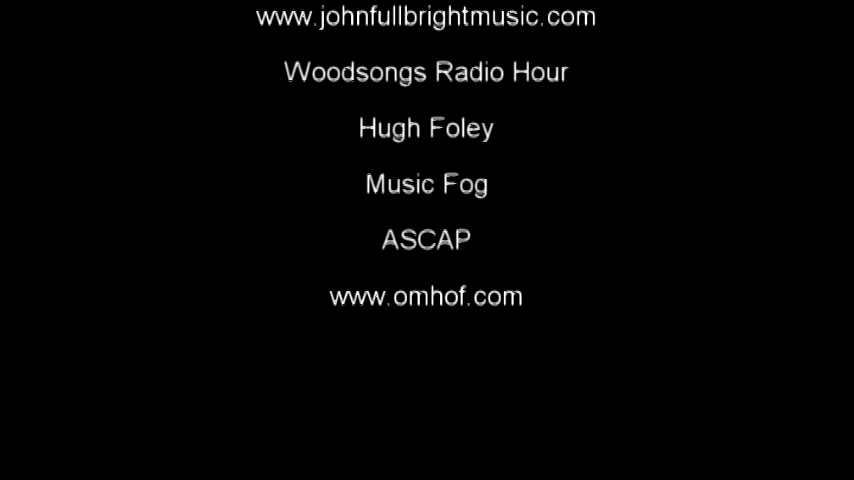 www.johnfullbrightmusic.com
Woodsongs Radio Hour
Hugh Foley
Music Fog
ASCAP
www.omhof.com